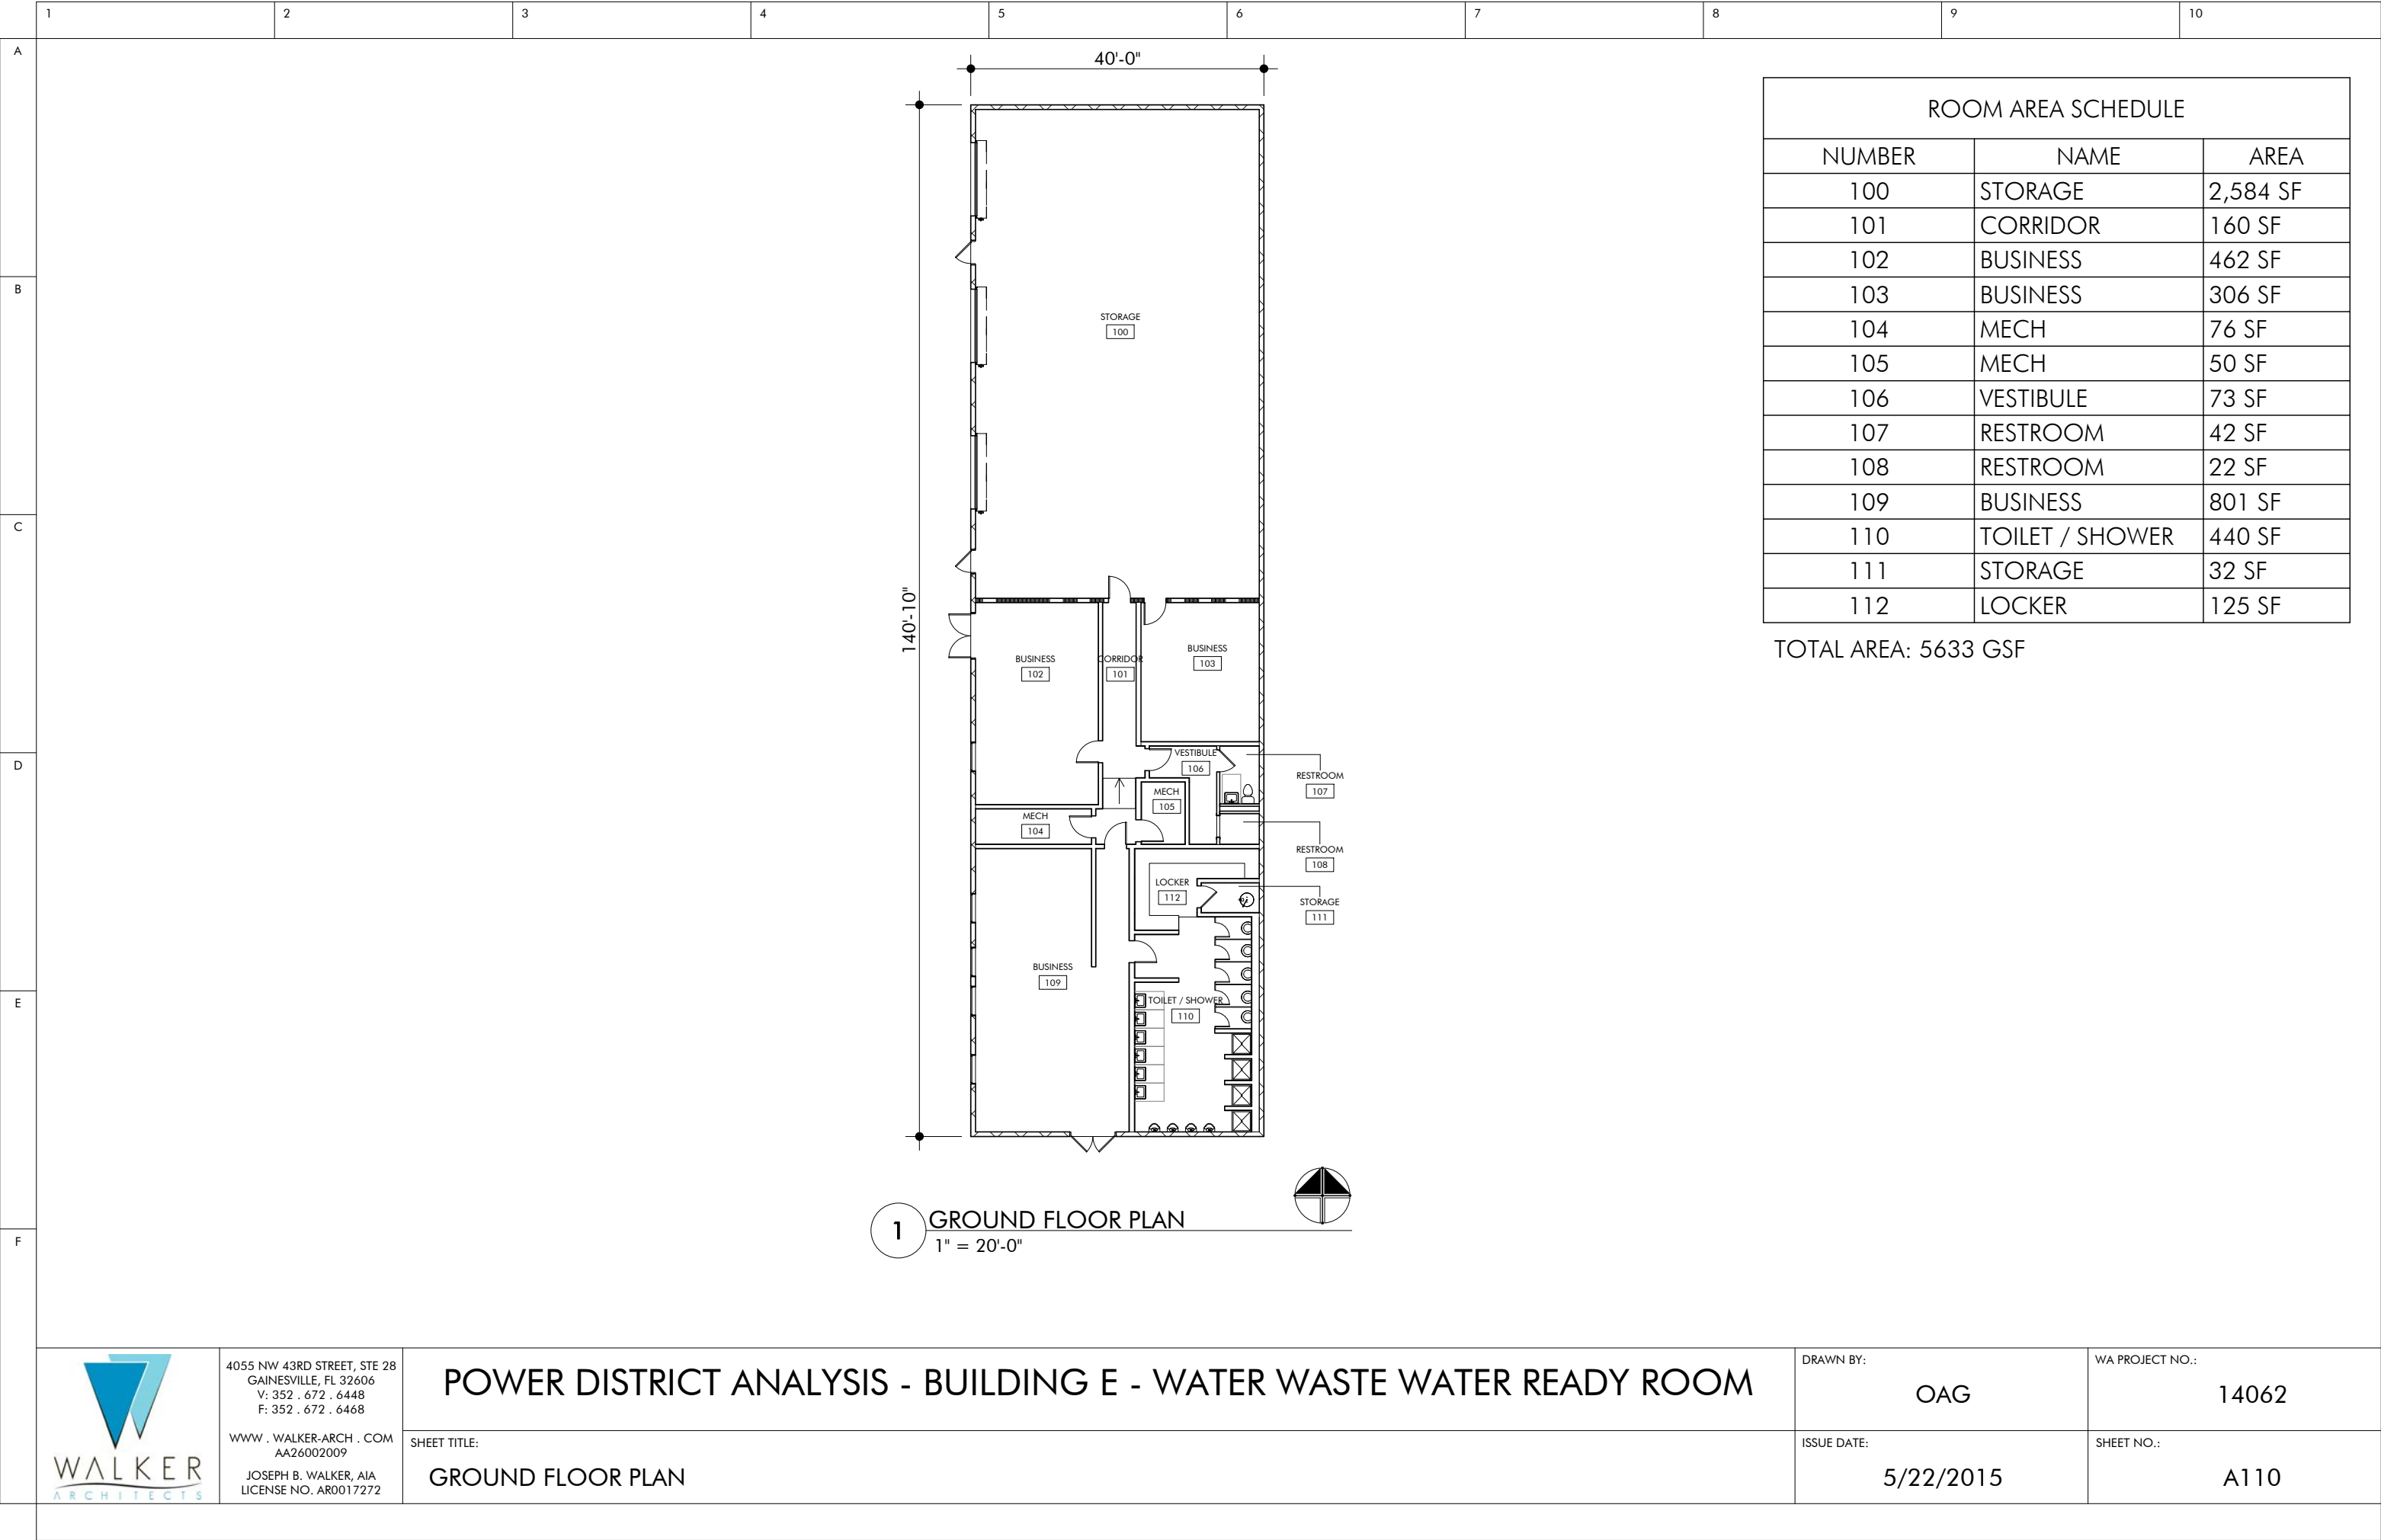 1 2 3 4 5 6 7 8 9 10
A
B
C
D
E
F
40'-0"
140'-10"
STORAGE
100
BUSINESS
102
CORRIDOR
101
BUSINESS
103
VESTIBULE
106
MECH
105
MECH
104
RESTROOM
107
RESTROOM
108
LOCKER
112
STORAGE
111
BUSINESS
109
TOILET / SHOWER
110
1 GROUND FLOOR PLAN
1" = 20'-0"
ROOM AREA SCHEDULE
NUMBER NAME AREA
100 STORAGE 2,584 SF
101 CORRIDOR 160 SF
102 BUSINESS 462 SF
103 BUSINESS 306 SF
104 MECH 76 SF
105 MECH 50 SF
106 VESTIBULE 73 SF
107 RESTROOM 42 SF
108 RESTROOM 22 SF
109 BUSINESS 801 SF
110 TOILET / SHOWER 440 SF
111 STORAGE 32 SF
112 LOCKER 125 SF
TOTAL AREA: 5633 GSF
WALKER
ARCHITECTS
4055 NW 43RD STREET, STE 28
GAINESVILLE, FL 32606
V: 352 . 672 . 6448
F: 352 . 672 . 6468
WWW . WALKER-ARCH . COM
AA26002009
JOSEPH B. WALKER, AIA
LICENSE NO. AR0017272
POWER DISTRICT ANALYSIS - BUILDING E - WATER WASTE WATER READY ROOM
SHEET TITLE:
GROUND FLOOR PLAN
DRAWN BY:
OAG
WA PROJECT NO.:
14062
ISSUE DATE:
5/22/2015
SHEET NO.:
A110